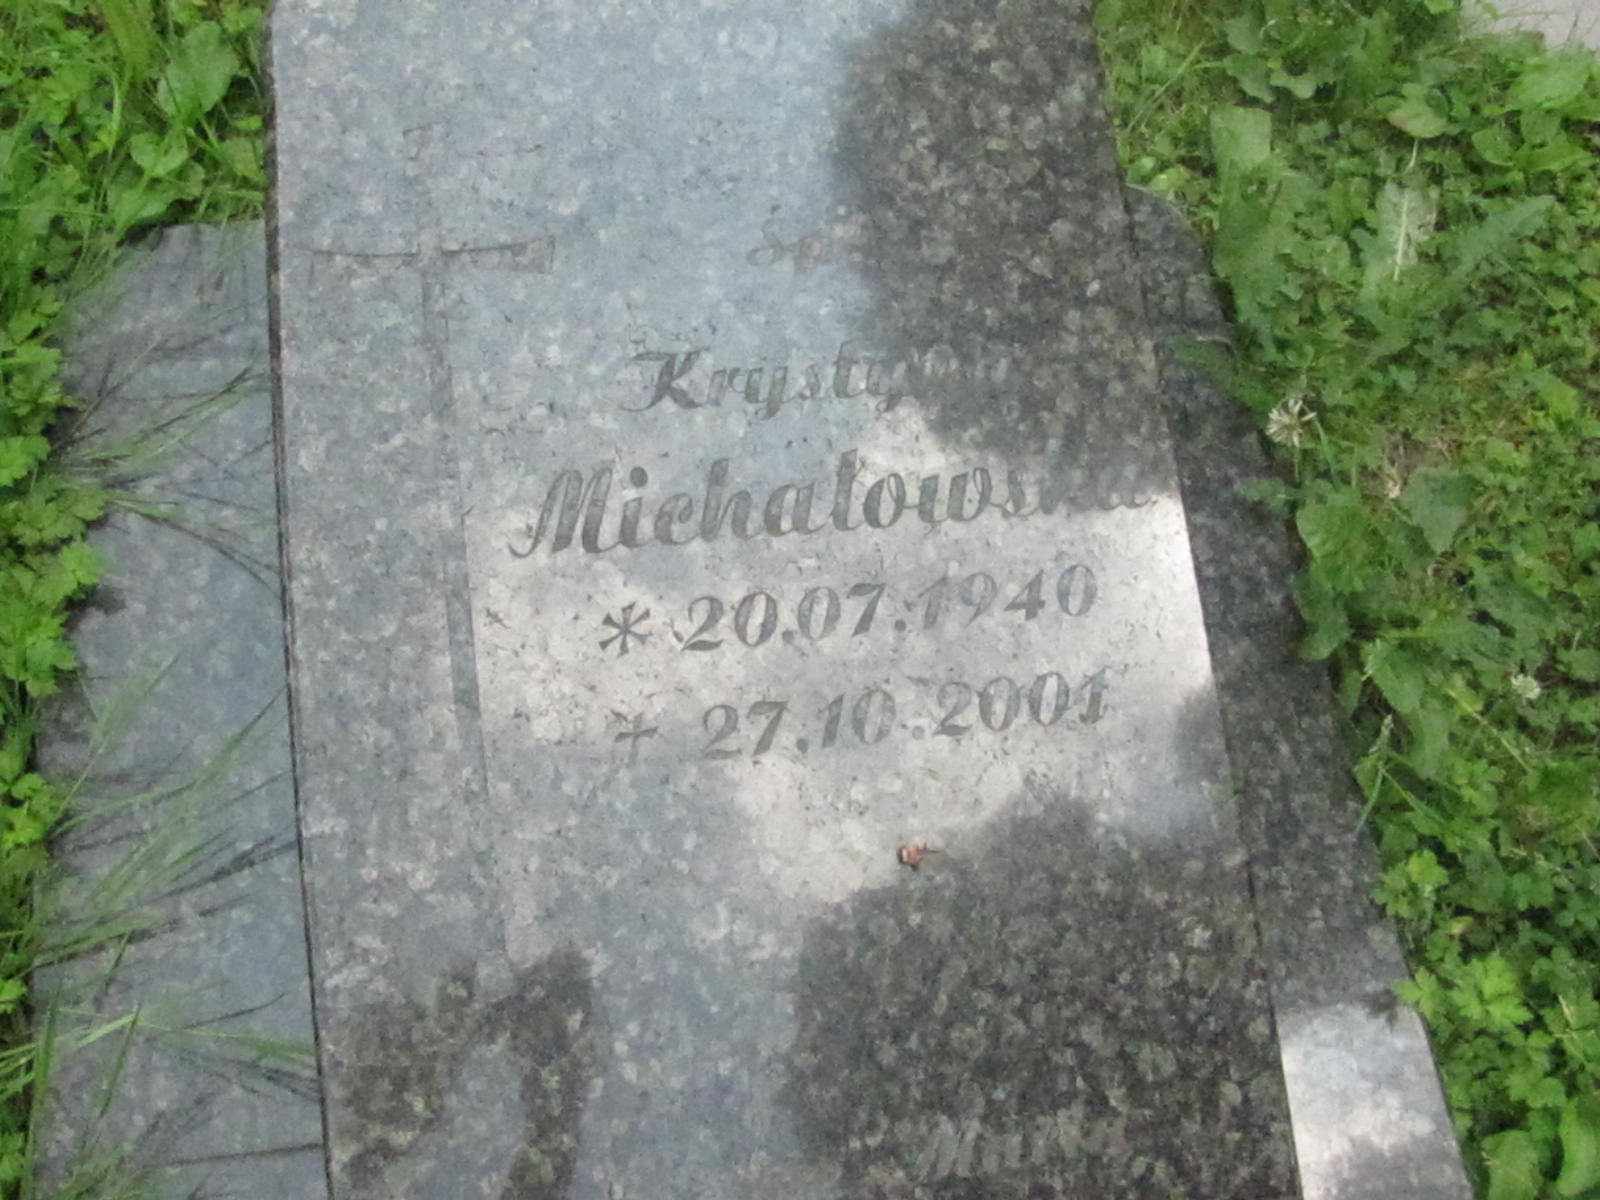 Krystyna
Michałowska
* 20.07.1940
+ 27.10.2001